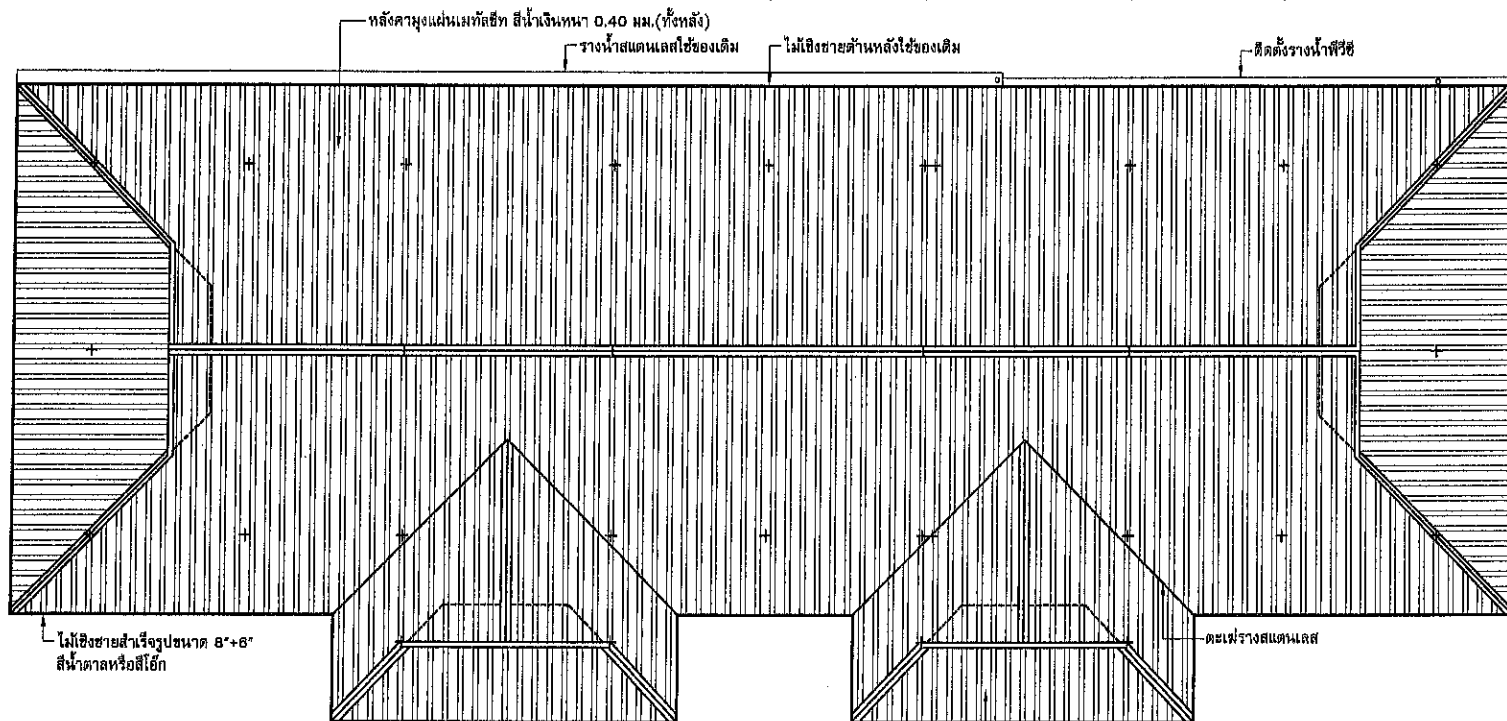 หลังคามุงแผ่นเมทัลชีท สีน้ำเงินหนา 0.40 มม.(ทั้งหลัง)
รางน้ำสแตนเลสใช้ของเดิม
ไม้เชิงชายด้านหลังใช้ของเดิม
ติดตั้งรางน้ำพีวีซี
ไม้เชิงชายสำเร็จรูปขนาด 8"+6"
สีน้ำตาลหรือสีโอ๊ก
ตะเฆ่รางสแตนเลส